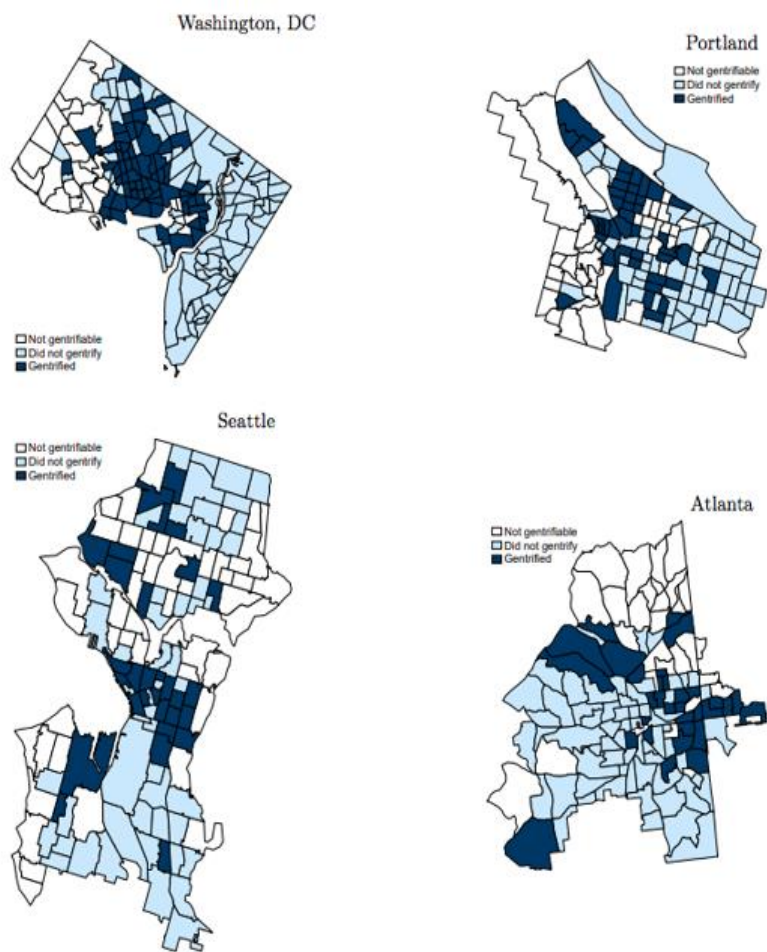 Washington, DC
Not gentrifiable
Did not gentrify
Gentrified
Portland
Not gentrifiable
Did not gentrify
Gentrified
Seattle
Not gentrifiable
Did not gentrify
Gentrified
Atlanta
Not gentrifiable
Did not gentrify
Gentrified